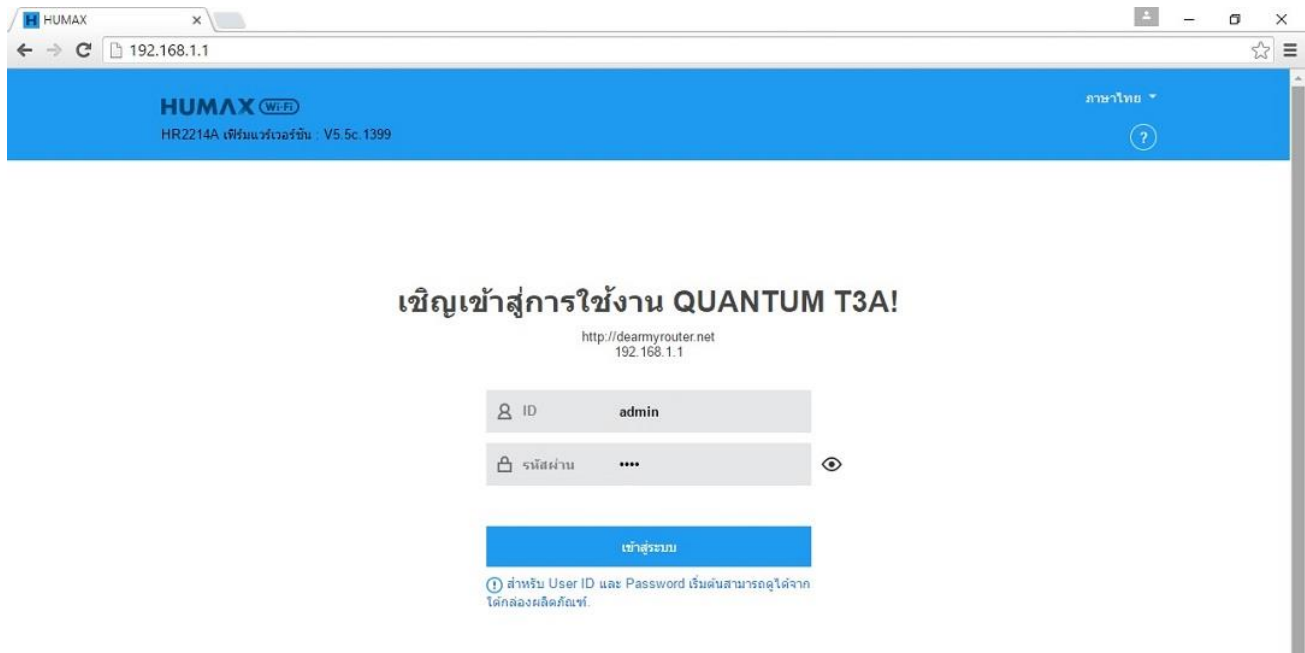 HUMAX
192.168.1.1
HUMAX Wi-Fi
ภาษาไทย
HR2214A เฟิร์มแวร์เวอร์ชัน : V5.5c.1399
?
เชิญเข้าสู่การใช้งาน QUANTUM T3A!
http://dearmyrouter.net
192.168.1.1
ID admin
รหัสผ่าน ••••
เข้าสู่ระบบ
สำหรับ User ID และ Password เริ่มต้นสามารถดูได้จาก
ใต้กล่องผลิตภัณฑ์.